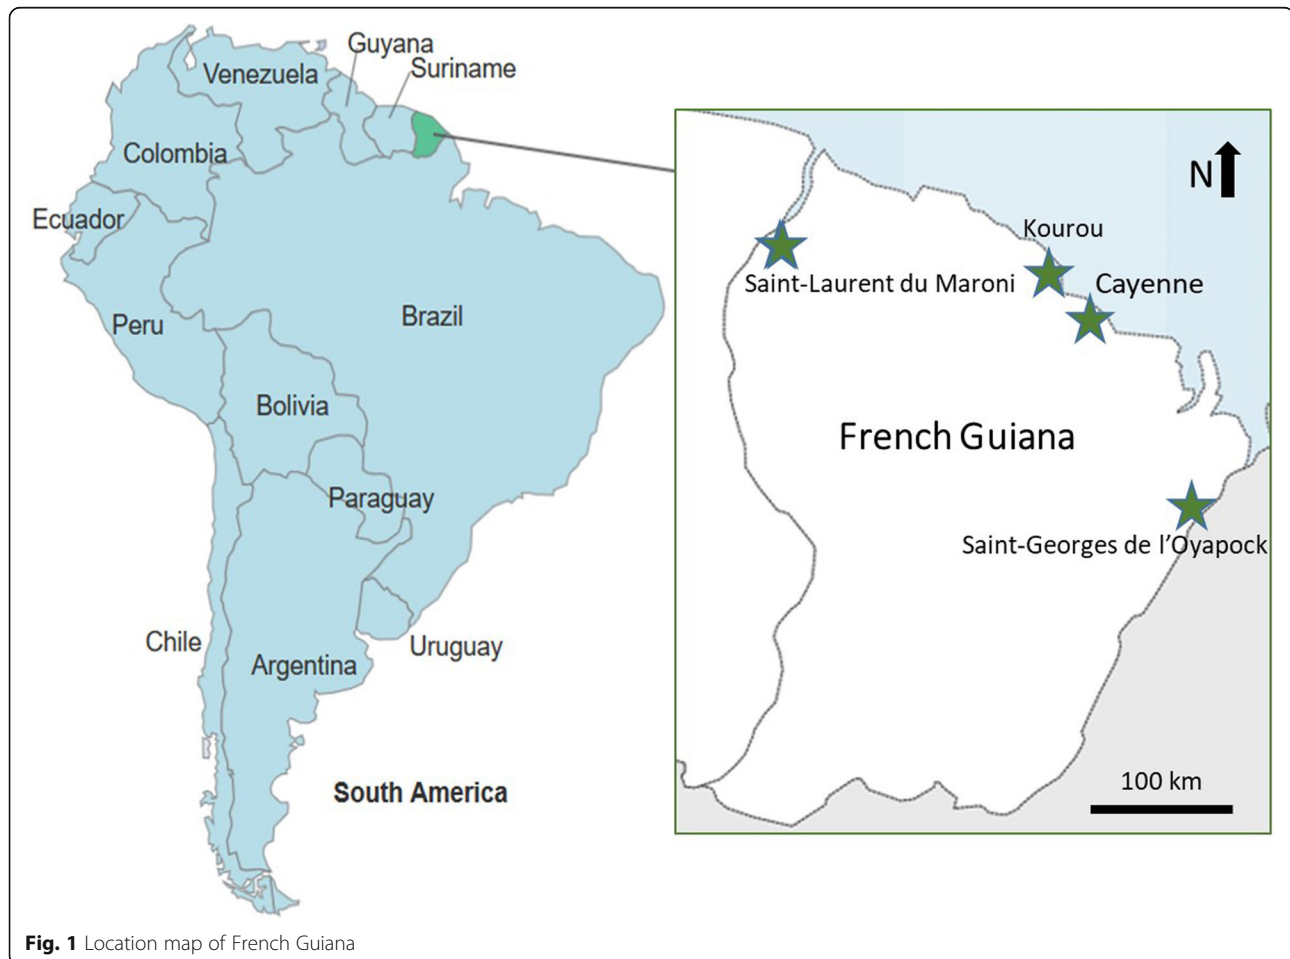 Guyana
Suriname
Venezuela
Colombia
Ecuador
Peru
Brazil
Bolivia
Paraguay
Chile
Argentina
Uruguay
South America
N
Kourou
Saint-Laurent du Maroni
Cayenne
French Guiana
Saint-Georges de l’Oyapock
100 km
Fig. 1 Location map of French Guiana